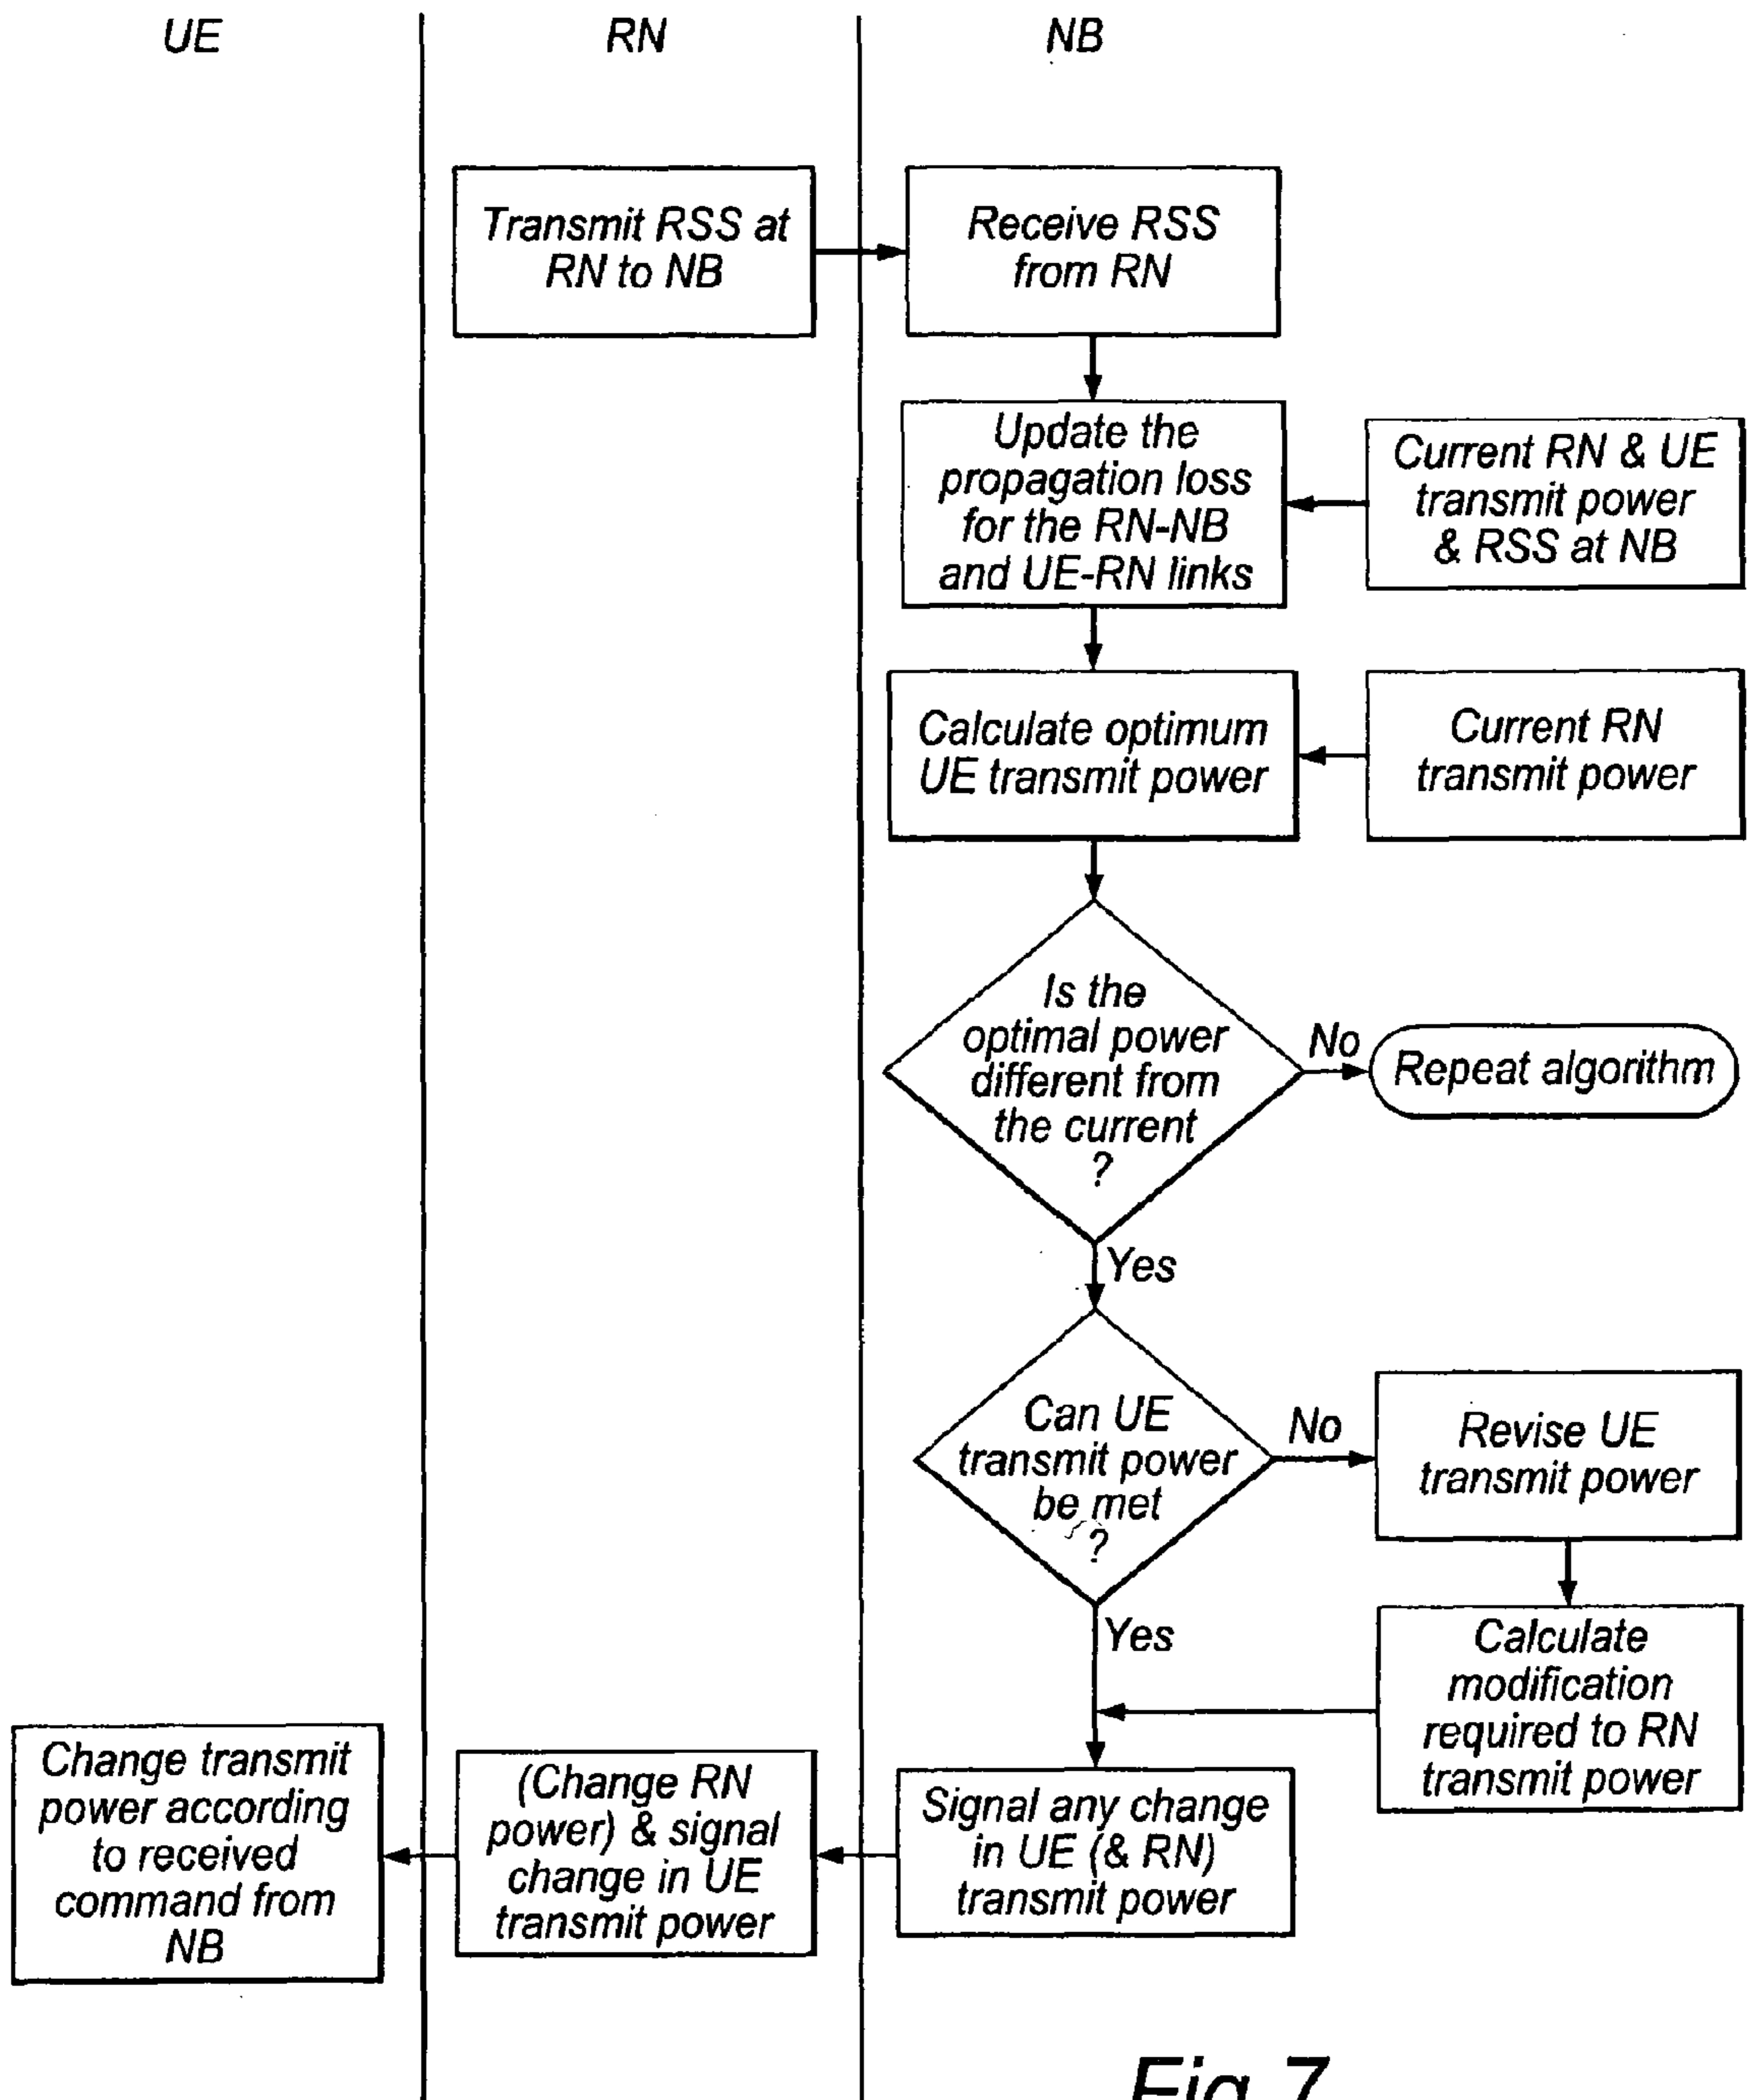 UE
RN
NB
Transmit RSS at
RN to NB
Receive RSS
from RN
Update the
propagation loss
for the RN-NB
and UE-RN links
Current RN & UE
transmit power
& RSS at NB
Calculate optimum
UE transmit power
Current RN
transmit power
Is the
optimal power
different from
the current
?
No
Repeat algorithm
Yes
Can UE
transmit power
be met
?
No
Revise UE
transmit power
Yes
Calculate
modification
required to RN
transmit power
Change transmit
power according
to received
command from
NB
(Change RN
power) & signal
change in UE
transmit power
Signal any change
in UE (& RN)
transmit power
Fig 7